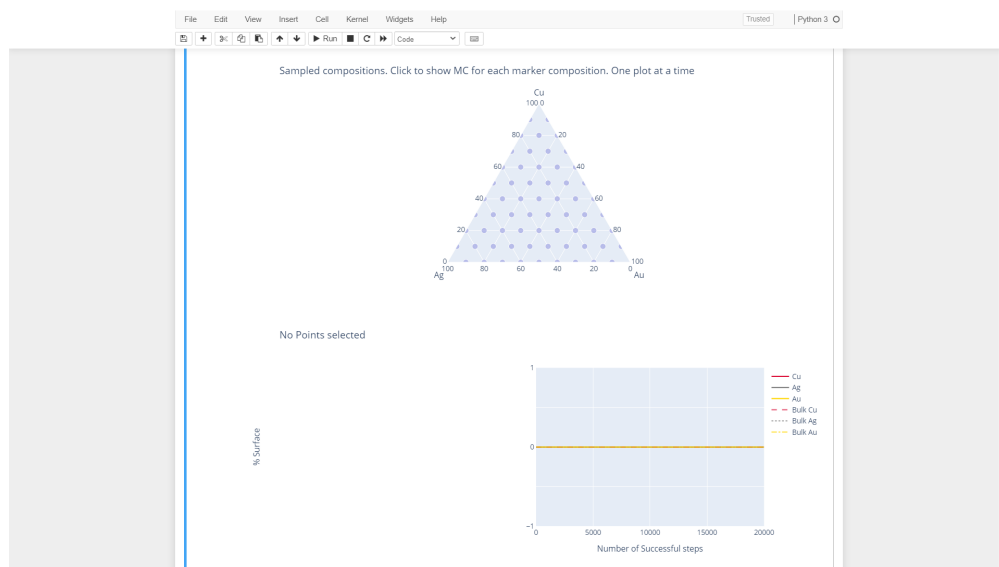 File Edit View Insert Cell Kernel Widgets Help Trusted Python 3
Run Code
Sampled compositions. Click to show MC for each marker composition. One plot at a time
Cu
100 0
80 20
60 40
40 60
20 80
0 100
100 80 60 40 20 0
Ag Au
No Points selected
1
Cu
Ag
Au
Bulk Cu
Bulk Ag
Bulk Au
% Surface
0
−1
0 5000 10000 15000 20000
Number of Successful steps